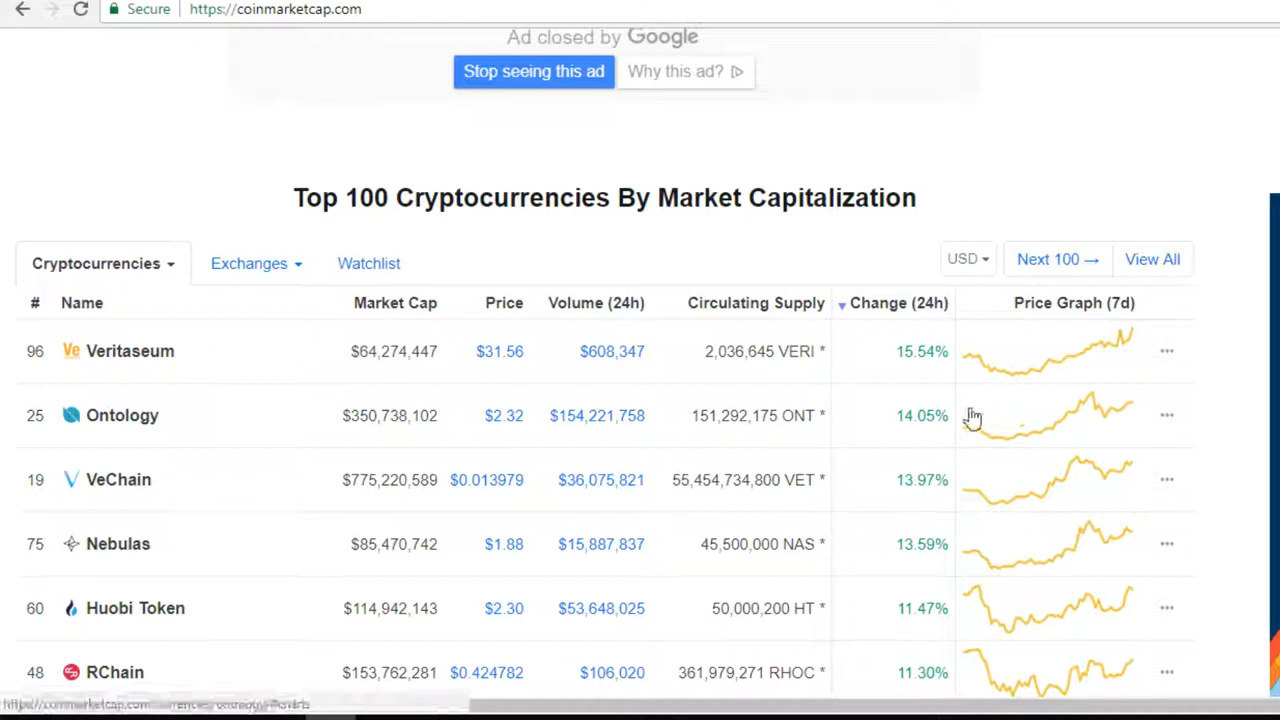 Secure https://coinmarketcap.com
Ad closed by Google
Stop seeing this ad Why this ad?
Top 100 Cryptocurrencies By Market Capitalization
Cryptocurrencies Exchanges Watchlist USD Next 100 → View All
# Name Market Cap Price Volume (24h) Circulating Supply Change (24h) Price Graph (7d)
96 Ve Veritaseum $64,274,447 $31.56 $608,347 2,036,645 VERI * 15.54%
25 Ontology $350,738,102 $2.32 $154,221,758 151,292,175 ONT * 14.05%
19 VeChain $775,220,589 $0.013979 $36,075,821 55,454,734,800 VET * 13.97%
75 Nebulas $85,470,742 $1.88 $15,887,837 45,500,000 NAS * 13.59%
60 Huobi Token $114,942,143 $2.30 $53,648,025 50,000,200 HT * 11.47%
48 RChain $153,762,281 $0.424782 $106,020 361,979,271 RHOC * 11.30%